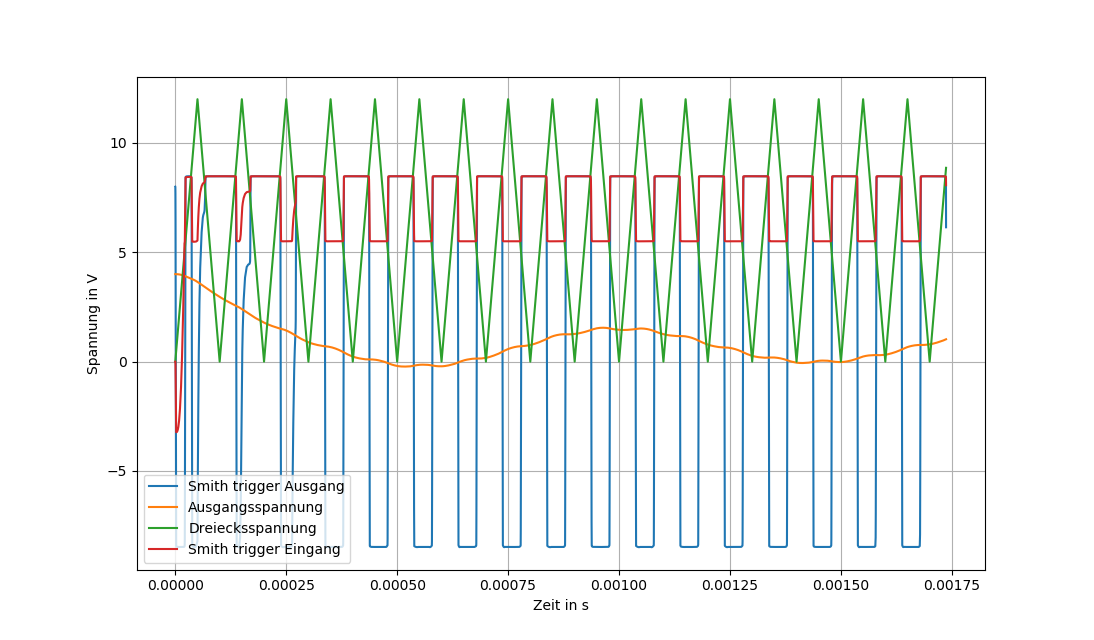 Spannung in V
10
5
0
−5
Smith trigger Ausgang
Ausgangsspannung
Dreiecksspannung
Smith trigger Eingang
0.00000 0.00025 0.00050 0.00075 0.00100 0.00125 0.00150 0.00175
Zeit in s